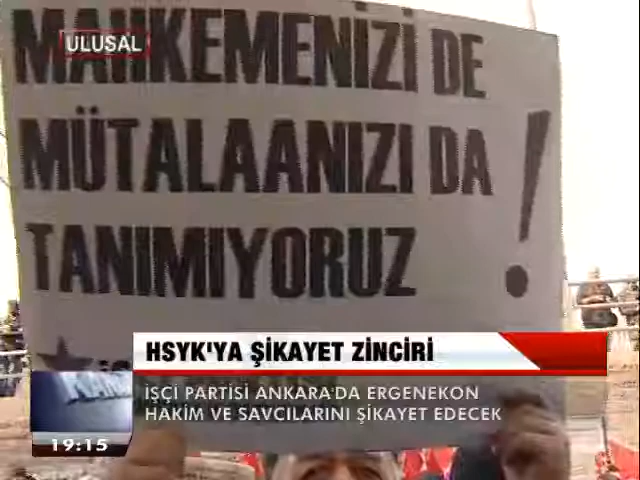 ULUSAL
MAHKEMENİZİ DE
MÜTALAANIZI DA
TANIMIYORUZ !
HSYK'YA ŞİKAYET ZİNCİRİ
İŞÇİ PARTİSİ ANKARA'DA ERGENEKON
HAKİM VE SAVCILARINI ŞİKAYET EDECEK
19:15